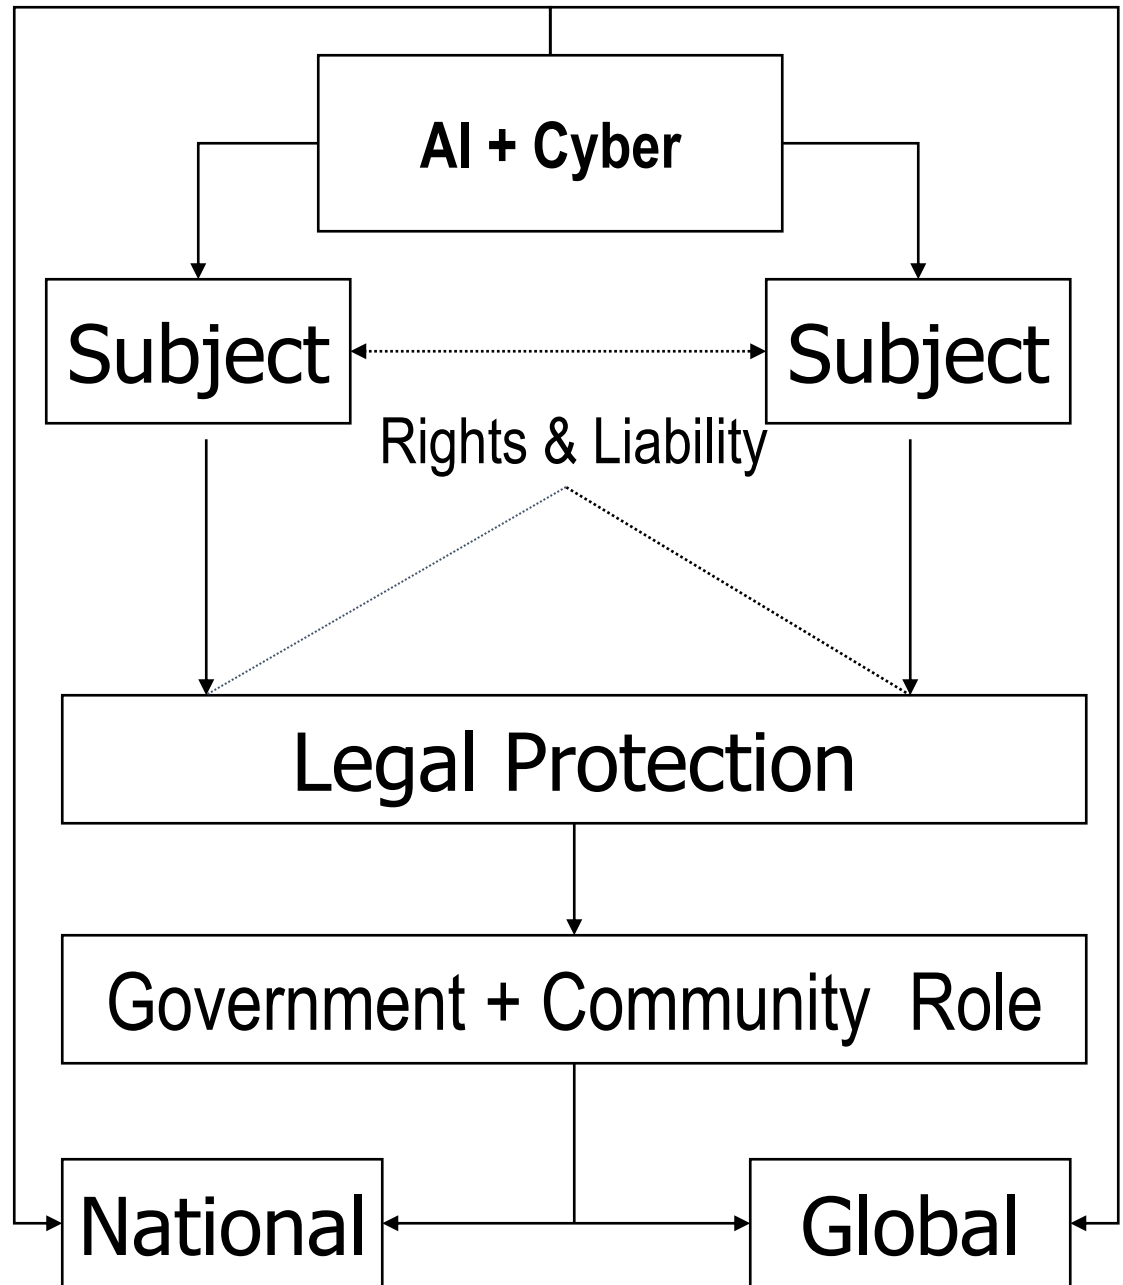 AI + Cyber
Subject
Subject
Rights & Liability
Legal Protection
Government + Community Role
National
Global